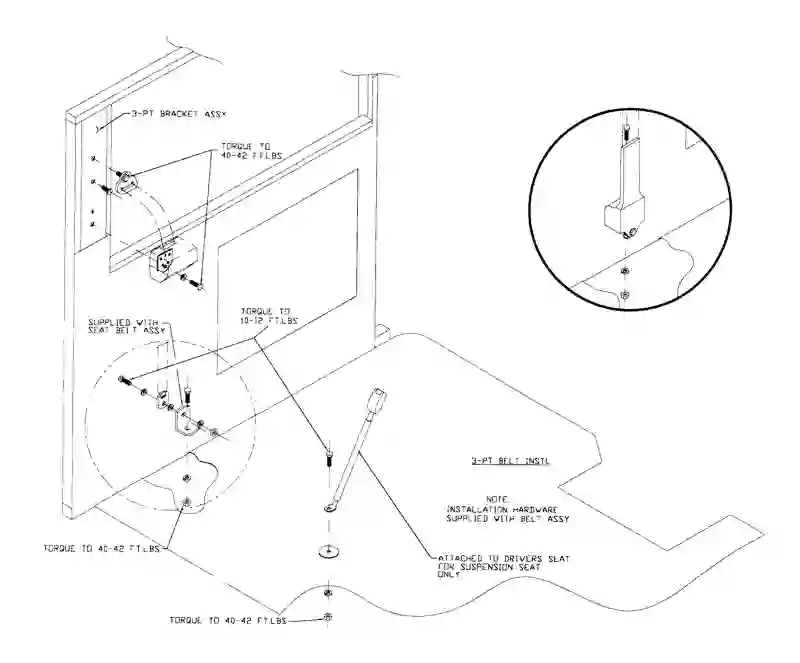 3-PT BRACKET ASSY
TORQUE TO
40-42 FT.LBS
SUPPLIED WITH
SEAT BELT ASSY
TORQUE TO
10-12 FT.LBS
3-PT BELT INSTL
NOTE
INSTALLATION HARDWARE
SUPPLIED WITH BELT ASSY
TORQUE TO 40-42 FT.LBS
ATTACHED TO DRIVERS SEAT
FOR SUSPENSION SEAT
ONLY
TORQUE TO 40-42 FT.LBS